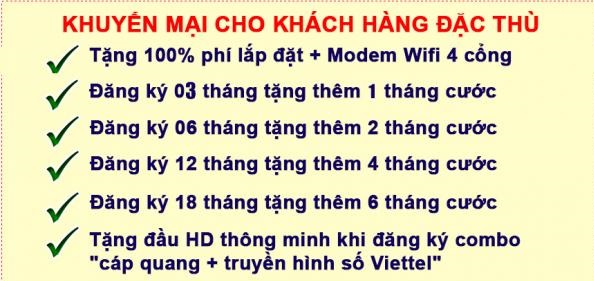 KHUYẾN MẠI CHO KHÁCH HÀNG ĐẶC THÙ
Tặng 100% phí lắp đặt + Modem Wifi 4 cổng
Đăng ký 03 tháng tặng thêm 1 tháng cước
Đăng ký 06 tháng tặng thêm 2 tháng cước
Đăng ký 12 tháng tặng thêm 4 tháng cước
Đăng ký 18 tháng tặng thêm 6 tháng cước
Tặng đầu HD thông minh khi đăng ký combo
"cáp quang + truyền hình số Viettel"